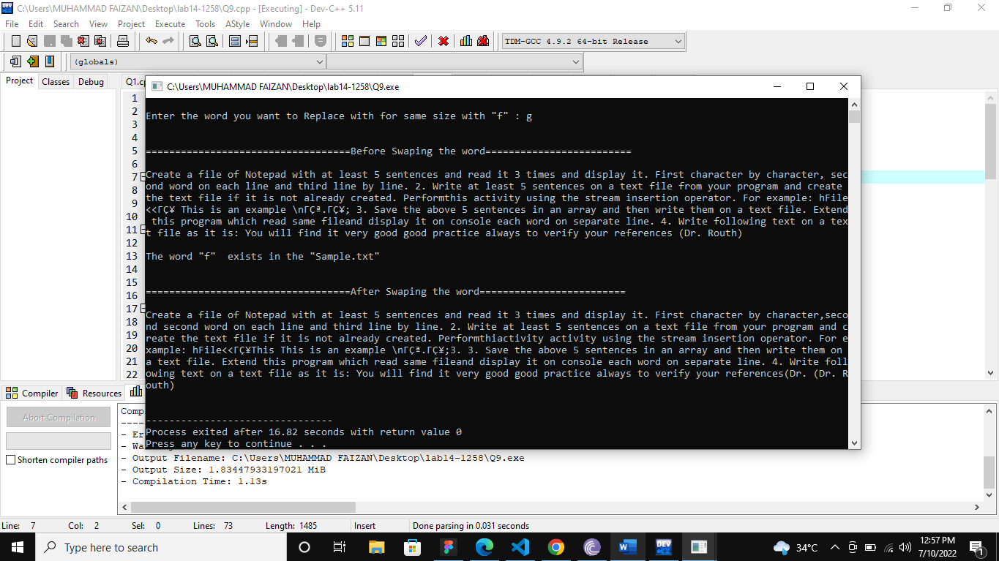 C:\Users\MUHAMMAD FAIZAN\Desktop\lab14-1258\Q9.cpp - [Executing] - Dev-C++ 5.11
File Edit Search View Project Execute Tools AStyle Window Help
TDM-GCC 4.9.2 64-bit Release
(globals)
Project Classes Debug Q1.c
C:\Users\MUHAMMAD FAIZAN\Desktop\lab14-1258\Q9.exe
1
2
3
4
5
6
7
8
9
10
11
12
13
14
15
16
17
18
19
20
21
22
Enter the word you want to Replace with for same size with "f" : g
===================================Before Swaping the word=========================
Create a file of Notepad with at least 5 sentences and read it 3 times and display it. First character by character, sec
ond word on each line and third line by line. 2. Write at least 5 sentences on a text file from your program and create
the text file if it is not already created. Performthis activity using the stream insertion operator. For example: hFile
<<ΓÇ¥ This is an example \nΓÇª.ΓÇ¥; 3. Save the above 5 sentences in an array and then write them on a text file. Extend
this program which read same fileand display it on console each word on separate line. 4. Write following text on a tex
t file as it is: You will find it very good good practice always to verify your references (Dr. Routh)
The word "f"  exists in the "Sample.txt"
===================================After Swaping the word=========================
Create a file of Notepad with at least 5 sentences and read it 3 times and display it. First character by character,seco
nd second word on each line and third line by line. 2. Write at least 5 sentences on a text file from your program and c
reate the text file if it is not already created. Performthiactivity activity using the stream insertion operator. For e
xample: hFile<<ΓÇ¥This This is an example \nΓÇª.ΓÇ¥;3. 3. Save the above 5 sentences in an array and then write them on
a text file. Extend this program which read same fileand display it on console each word on separate line. 4. Write foll
owing text on a text file as it is: You will find it very good good practice always to verify your references(Dr. (Dr. R
outh)
--------------------------------
Process exited after 16.82 seconds with return value 0
Press any key to continue . . .
Compiler Resources
Abort Compilation
Shorten compiler paths
Comp
- Er
- Wa
- Output Filename: C:\Users\MUHAMMAD FAIZAN\Desktop\lab14-1258\Q9.exe
- Output Size: 1.83447933197021 MiB
- Compilation Time: 1.13s
Line: 7 Col: 2 Sel: 0 Lines: 73 Length: 1485 Insert Done parsing in 0.031 seconds
Type here to search
34°C
12:57 PM
7/10/2022
1